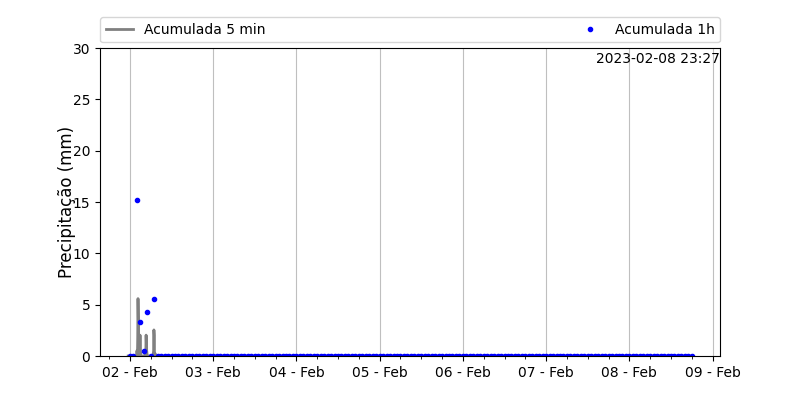 Acumulada 5 min
Acumulada 1h
2023-02-08 23:27
Precipitação (mm)
30
25
20
15
10
5
0
02 - Feb
03 - Feb
04 - Feb
05 - Feb
06 - Feb
07 - Feb
08 - Feb
09 - Feb